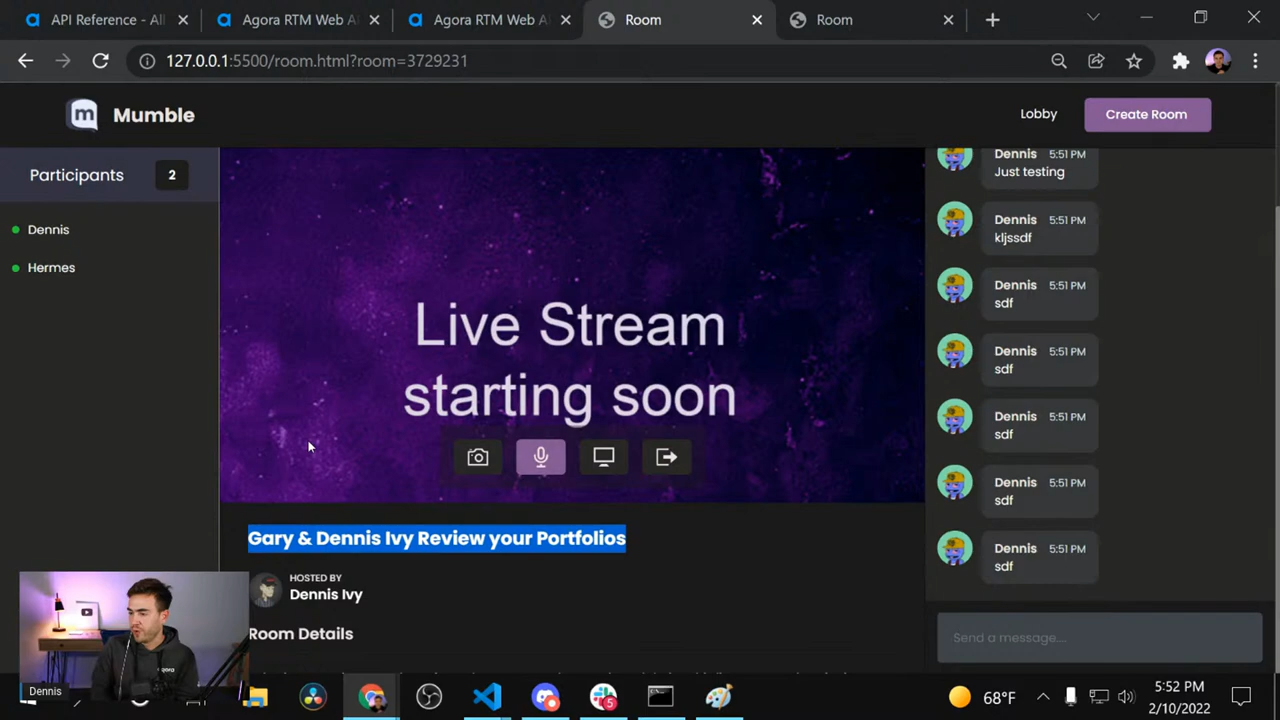 API Reference - All
Agora RTM Web A
Agora RTM Web A
Room
Room
127.0.0.1:5500/room.html?room=3729231
m
Mumble
Lobby
Create Room
Participants
2
Dennis
Hermes
Live Stream
starting soon
Dennis 5:51 PM
Just testing
Dennis 5:51 PM
kljssdf
Dennis 5:51 PM
sdf
Dennis 5:51 PM
sdf
Dennis 5:51 PM
sdf
Dennis 5:51 PM
sdf
Dennis 5:51 PM
sdf
Send a message....
Gary & Dennis Ivy Review your Portfolios
HOSTED BY
Dennis Ivy
Room Details
agora
Dennis
5
68°F
5:52 PM
2/10/2022